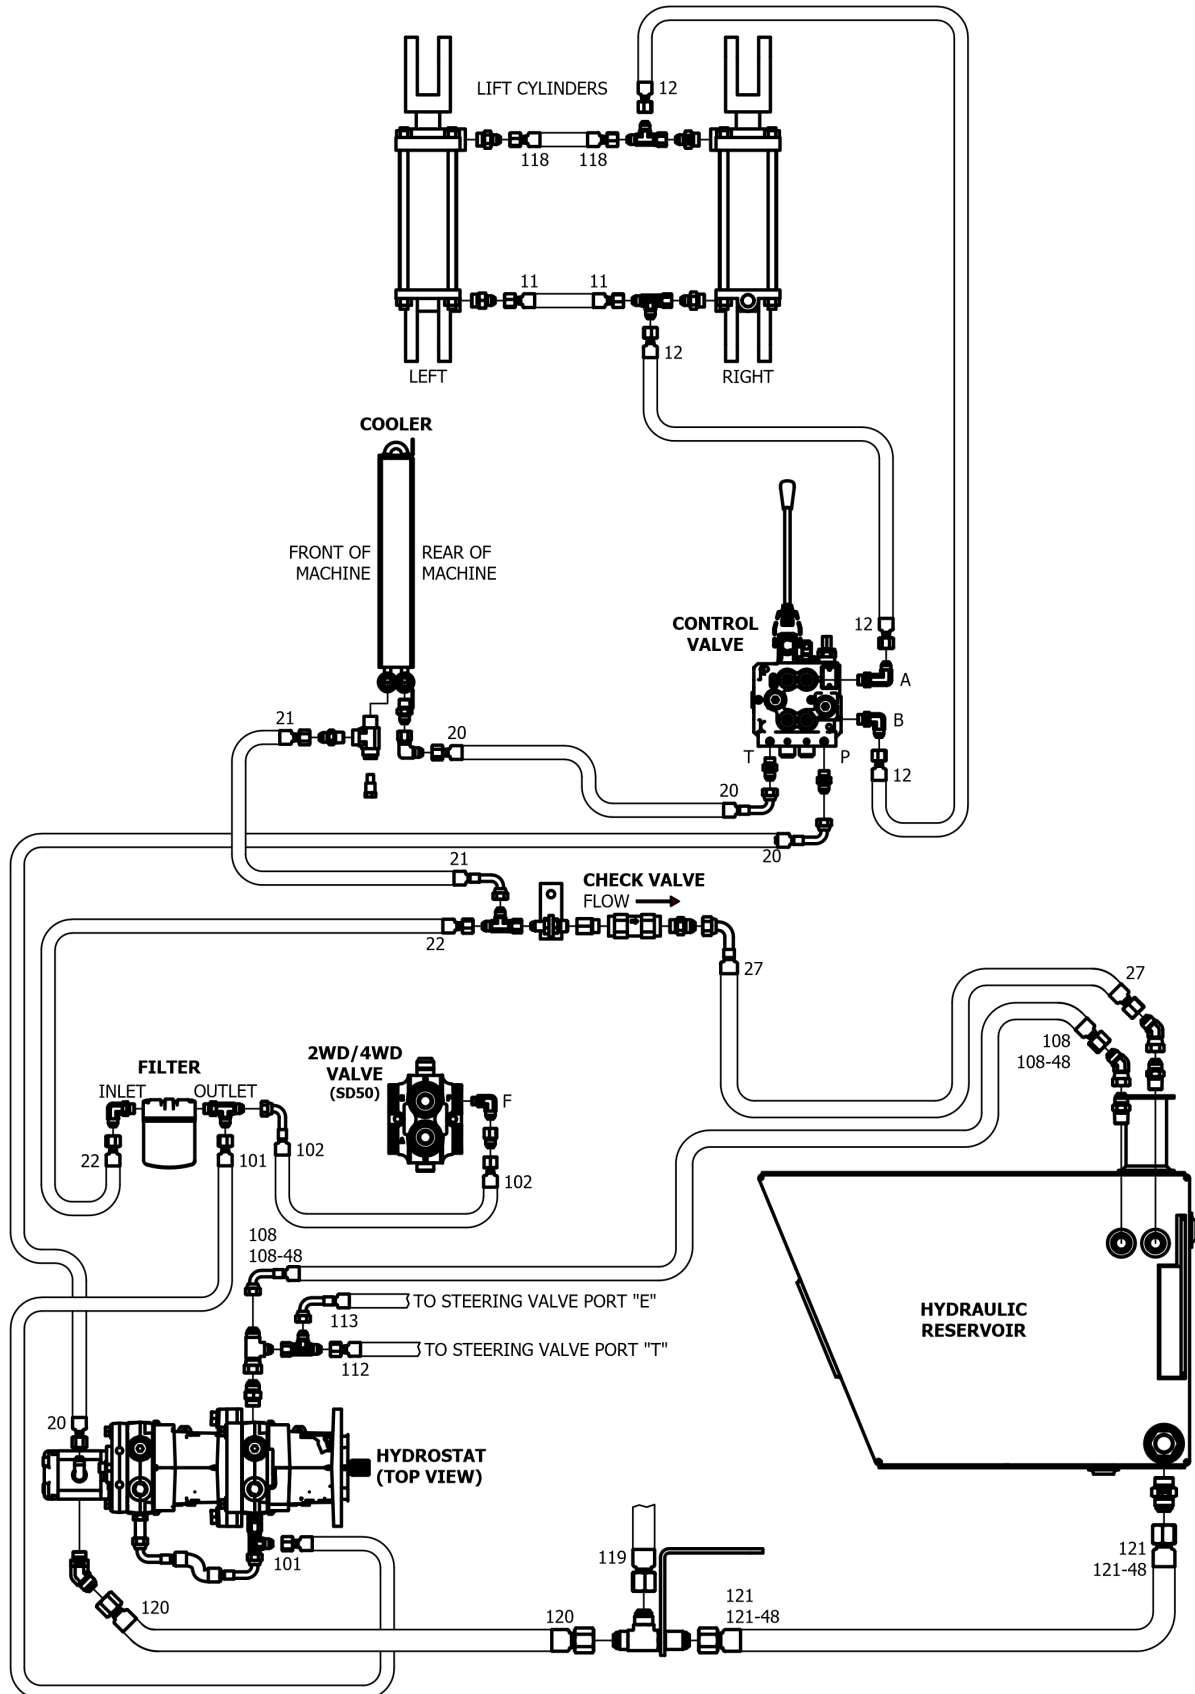 LIFT CYLINDERS
12
118
118
11
11
12
LEFT
RIGHT
COOLER
FRONT OF
MACHINE
REAR OF
MACHINE
CONTROL
VALVE
12
A
B
T
P
12
21
20
20
20
21
CHECK VALVE
FLOW
22
27
27
108
108-48
2WD/4WD
VALVE
(SD50)
F
102
FILTER
INLET
OUTLET
22
101
102
108
108-48
TO STEERING VALVE PORT "E"
113
TO STEERING VALVE PORT "T"
112
HYDRAULIC
RESERVOIR
20
HYDROSTAT
(TOP VIEW)
101
119
121
121-48
120
120
121
121-48